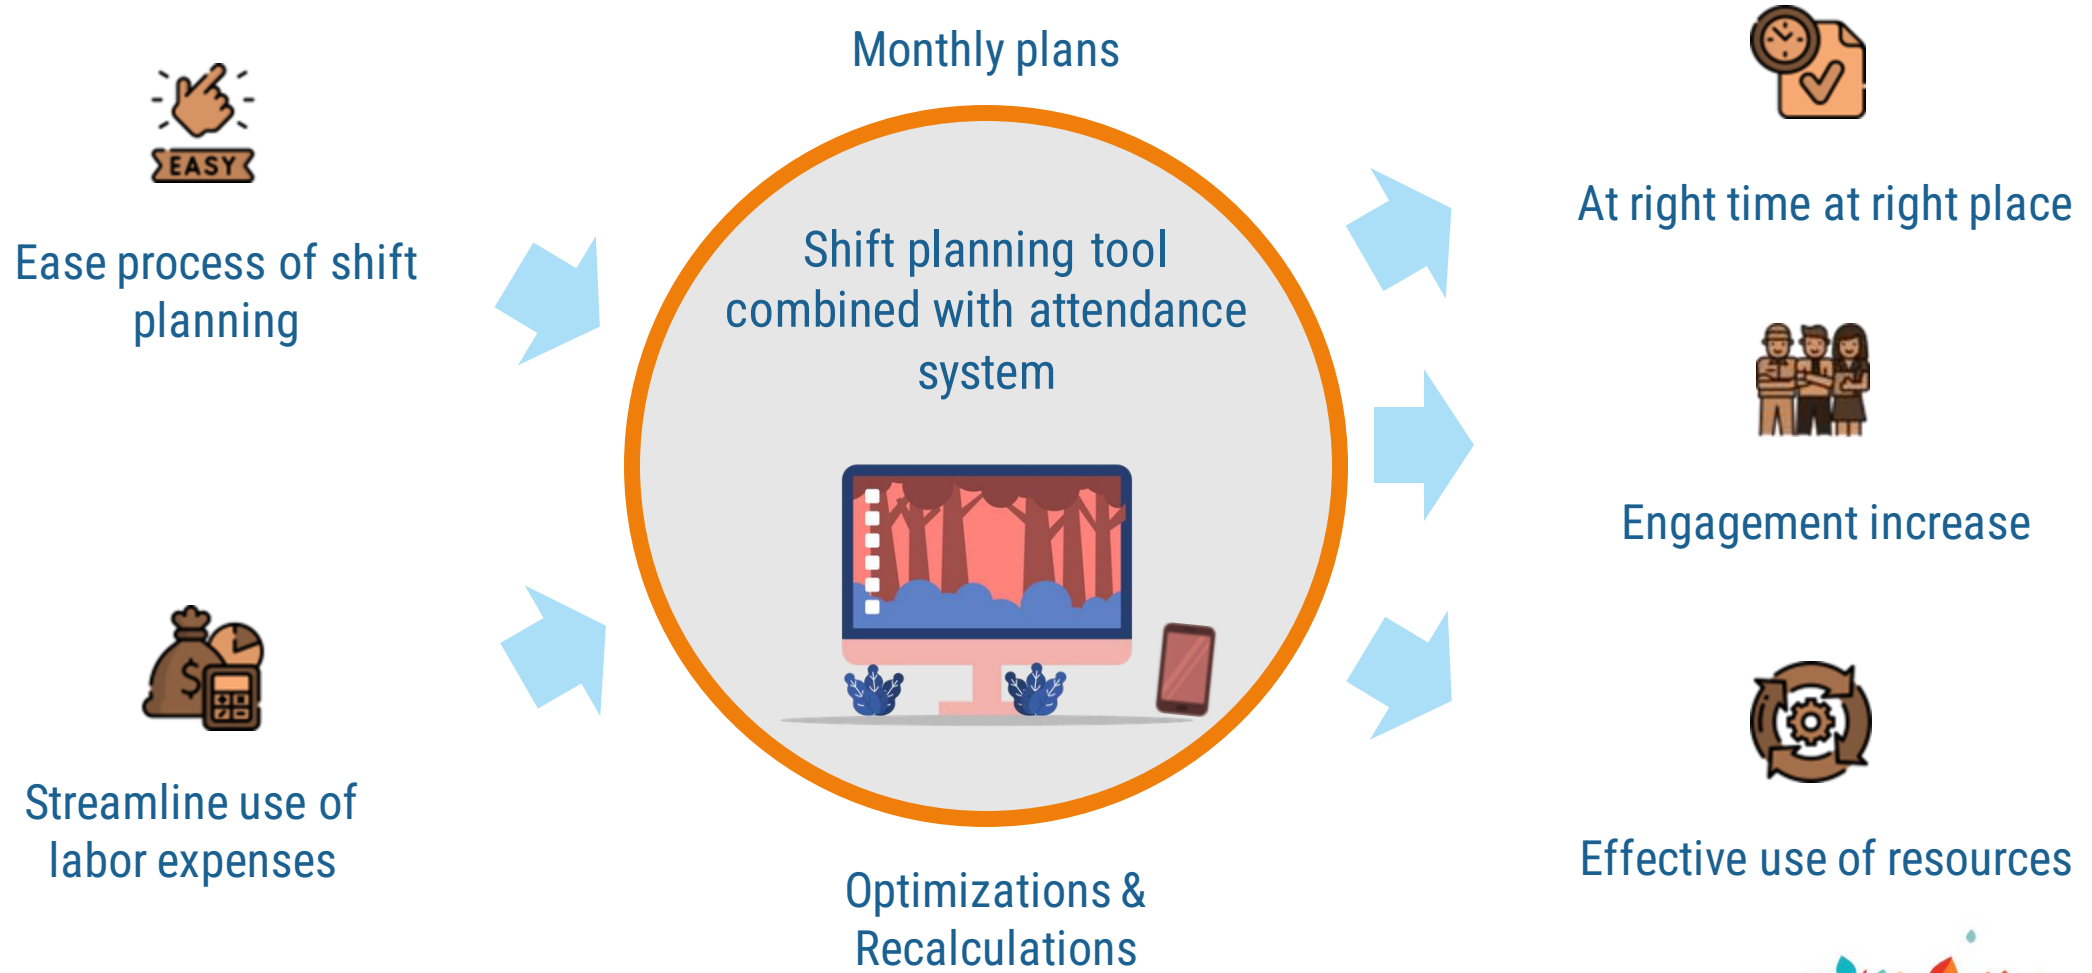 Monthly plans
EASY
Ease process of shift
planning
Streamline use of
labor expenses
Shift planning tool
combined with attendance
system
$
Optimizations &
Recalculations
At right time at right place
Engagement increase
Effective use of resources